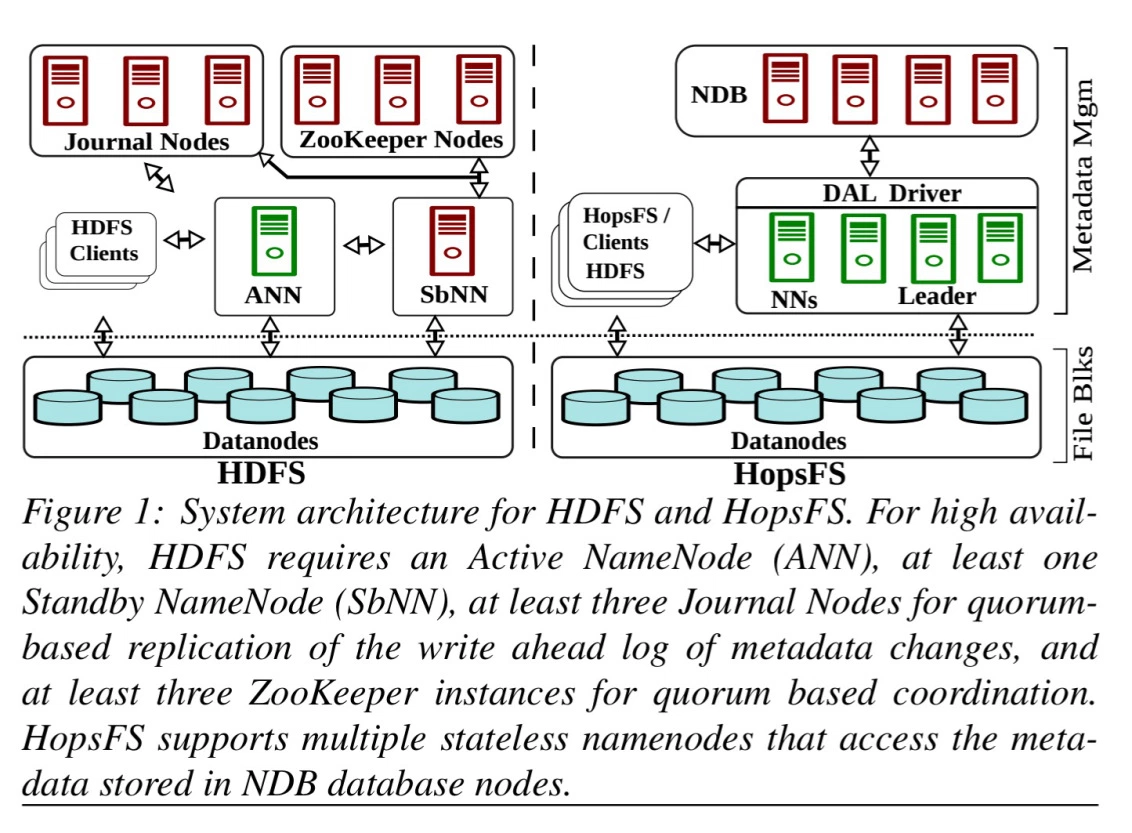 Journal Nodes
ZooKeeper Nodes
HDFS
Clients
ANN
SbNN
Datanodes
HDFS
NDB
DAL Driver
HopsFS /
Clients
HDFS
NNs
Leader
Datanodes
HopsFS
Metadata Mgm
File Blks
Figure 1: System architecture for HDFS and HopsFS. For high avail-
ability, HDFS requires an Active NameNode (ANN), at least one
Standby NameNode (SbNN), at least three Journal Nodes for quorum-
based replication of the write ahead log of metadata changes, and
at least three ZooKeeper instances for quorum based coordination.
HopsFS supports multiple stateless namenodes that access the meta-
data stored in NDB database nodes.